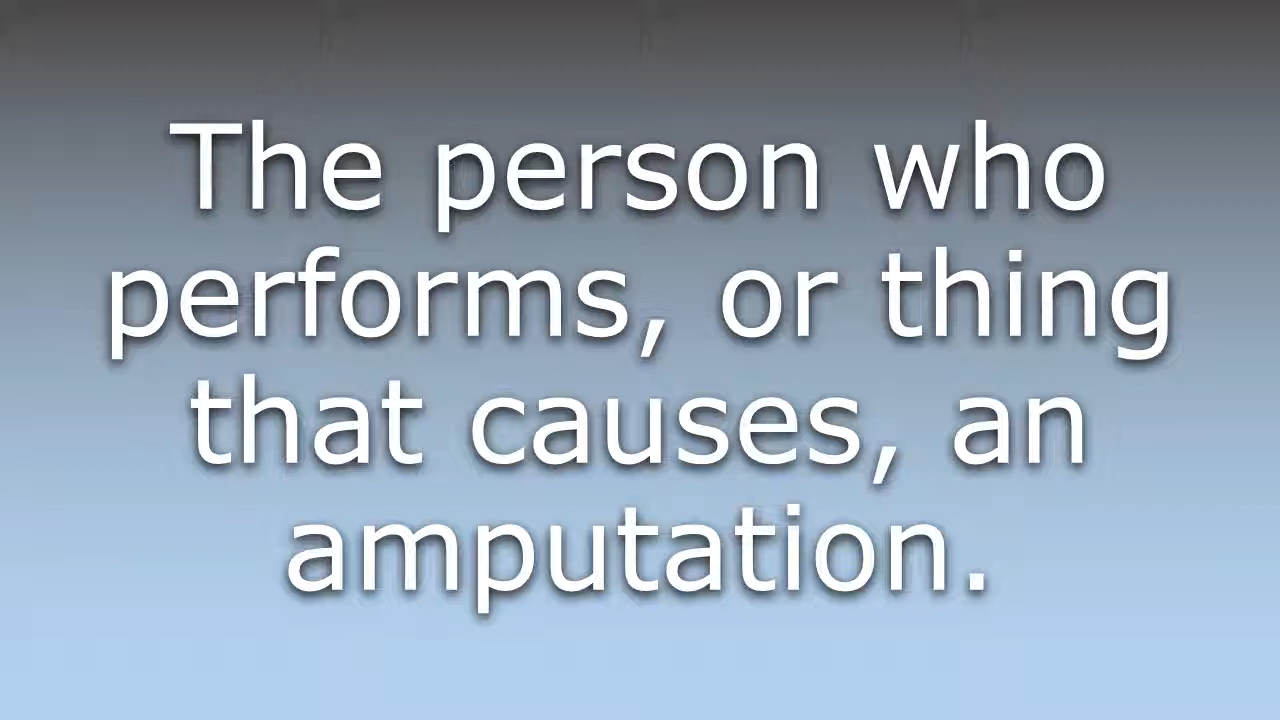 The person who
performs, or thing
that causes, an
amputation.